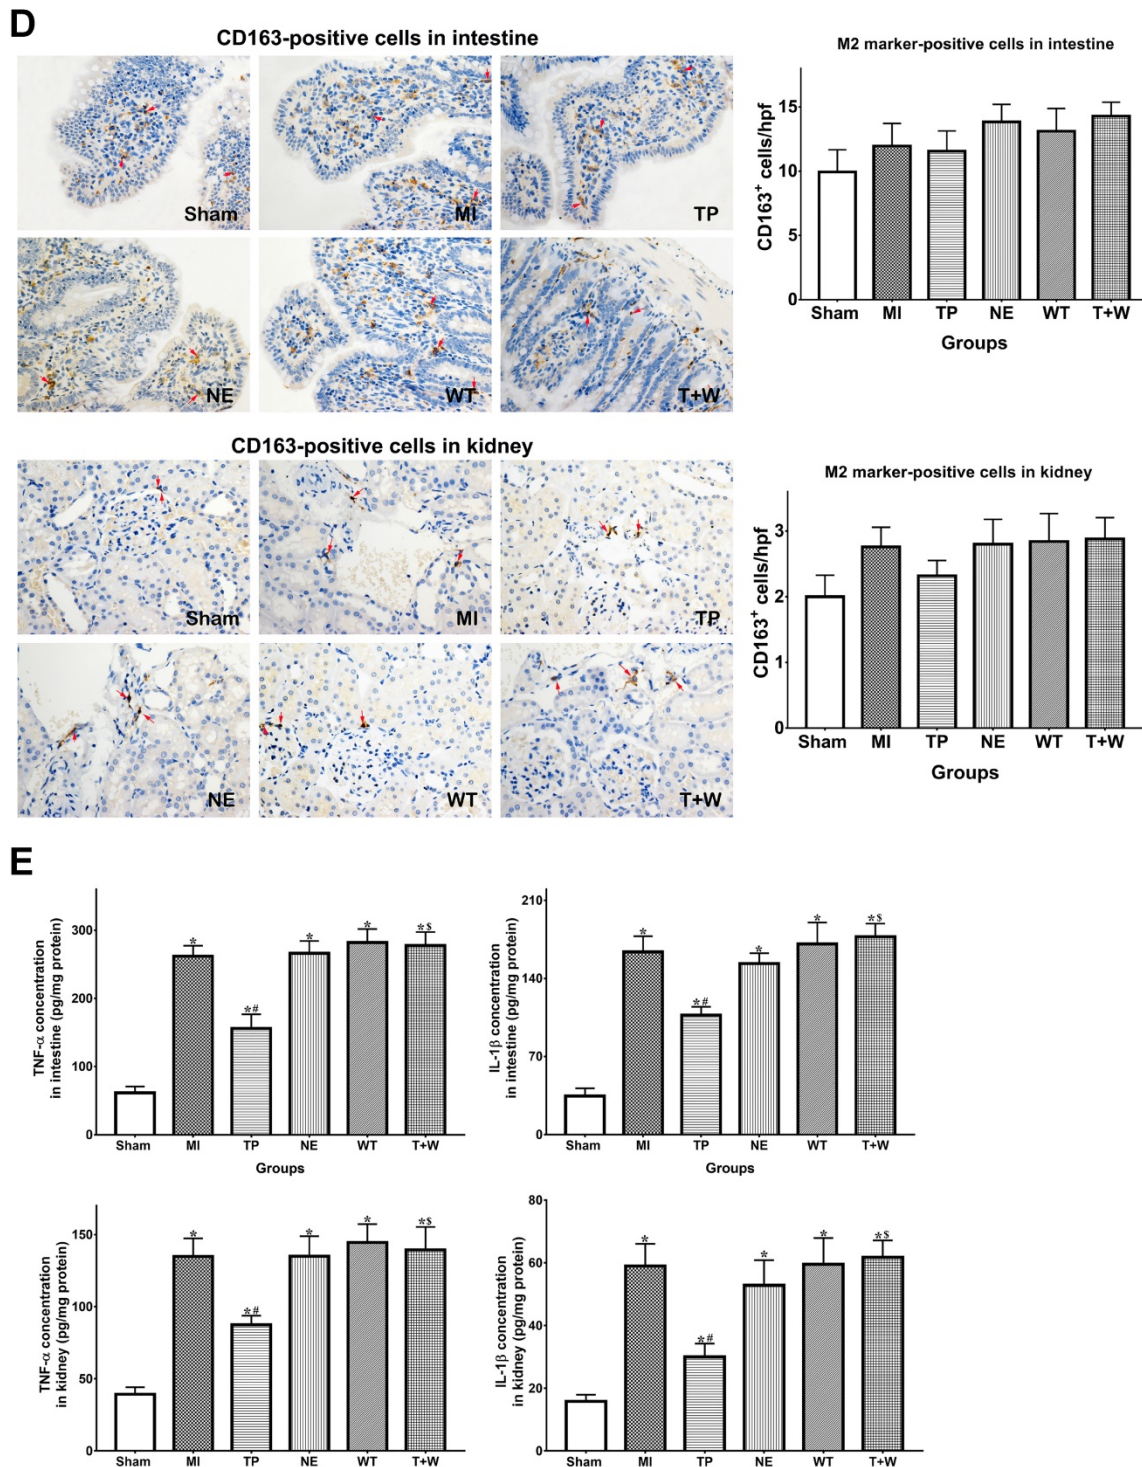 D
CD163-positive cells in intestine
Sham
MI
TP
NE
WT
T+W
M2 marker-positive cells in intestine
CD163+ cells/hpf
15
10
5
0
Sham MI TP NE WT T+W
Groups
CD163-positive cells in kidney
Sham
MI
TP
NE
WT
T+W
M2 marker-positive cells in kidney
CD163+ cells/hpf
3
2
1
0
Sham MI TP NE WT T+W
Groups
E
TNF-α concentration
in intestine (pg/mg protein)
300
200
100
0
* *# * * *$
Sham MI TP NE WT T+W
Groups
IL-1β concentration
in intestine (pg/mg protein)
210
140
70
0
* *# * * *$
Sham MI TP NE WT T+W
Groups
TNF-α concentration
in kidney (pg/mg protein)
150
100
50
0
* *# * * *$
Sham MI TP NE WT T+W
IL-1β concentration
in kidney (pg/mg protein)
80
60
40
20
0
* *# * * *$
Sham MI TP NE WT T+W